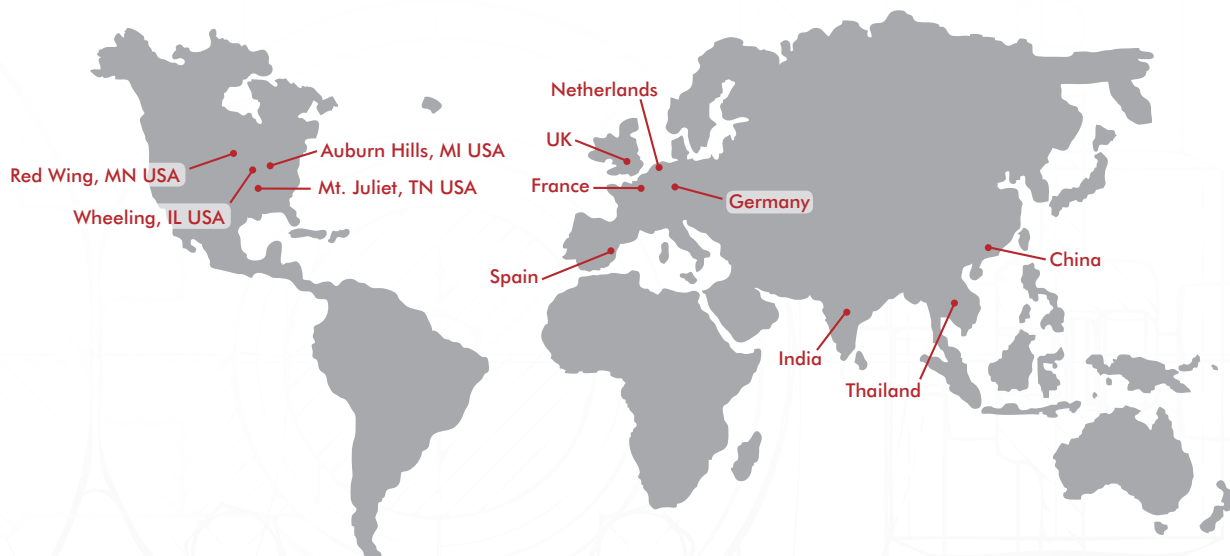 Netherlands
UK
Auburn Hills, MI USA
Red Wing, MN USA
France
Mt. Juliet, TN USA
Germany
Wheeling, IL USA
China
Spain
India
Thailand